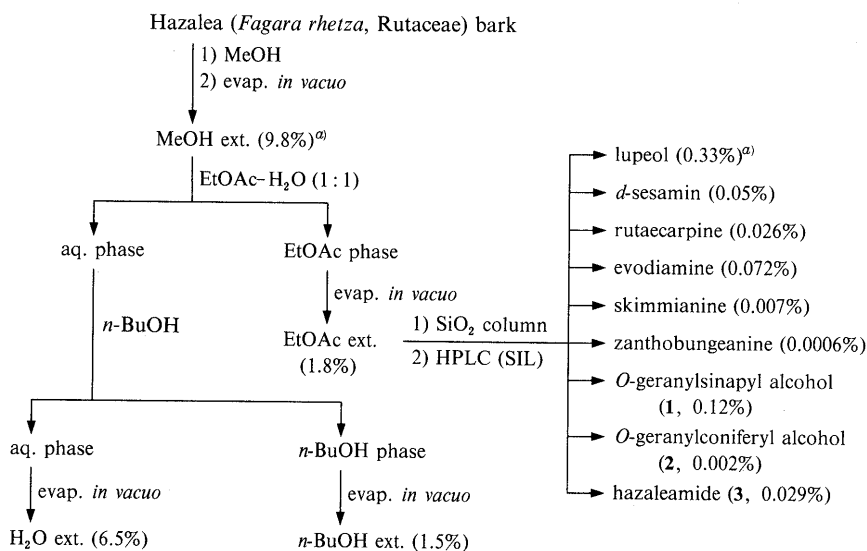 Hazalea (Fagara rhetza, Rutaceae) bark
1) MeOH
2) evap. in vacuo
MeOH ext. (9.8%)a)
EtOAc–H2O (1 : 1)
aq. phase
EtOAc phase
evap. in vacuo
n-BuOH
EtOAc ext.
(1.8%)
1) SiO2 column
2) HPLC (SIL)
lupeol (0.33%)a)
d-sesamin (0.05%)
rutaecarpine (0.026%)
evodiamine (0.072%)
skimmianine (0.007%)
zanthobungeanine (0.0006%)
O-geranylsinapyl alcohol
(1, 0.12%)
O-geranylconiferyl alcohol
(2, 0.002%)
hazaleamide (3, 0.029%)
aq. phase
n-BuOH phase
evap. in vacuo
evap. in vacuo
H2O ext. (6.5%)
n-BuOH ext. (1.5%)